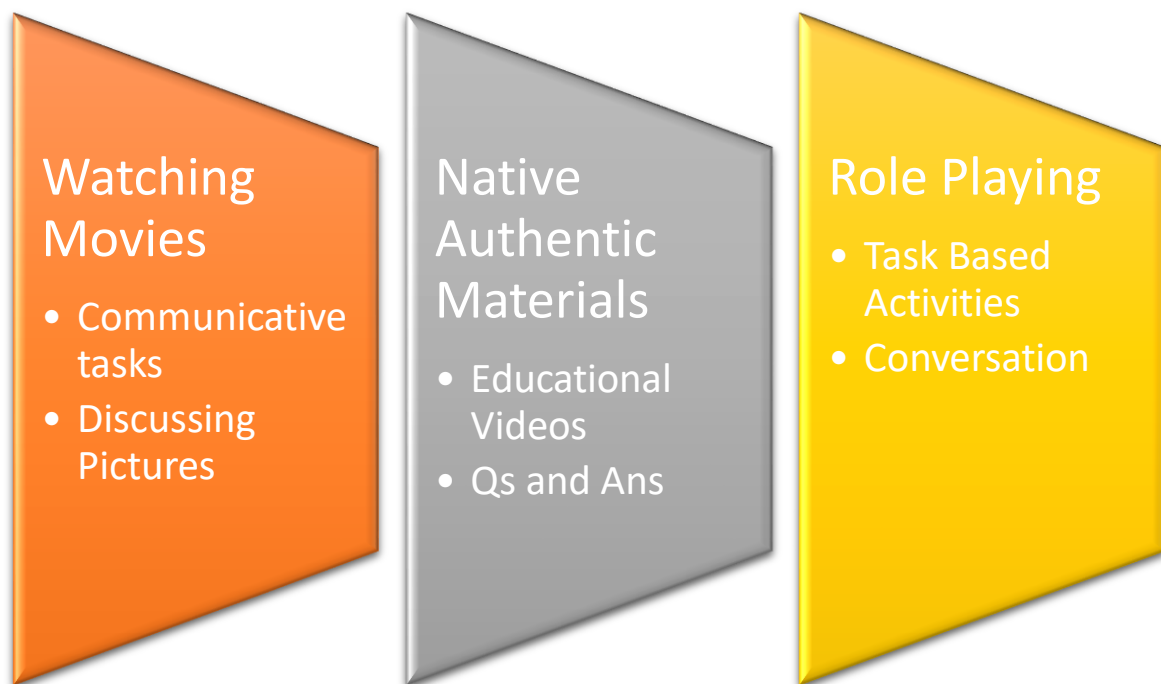 Watching
Movies
• Communicative
tasks
• Discussing
Pictures
Native
Authentic
Materials
• Educational
Videos
• Qs and Ans
Role Playing
• Task Based
Activities
• Conversation